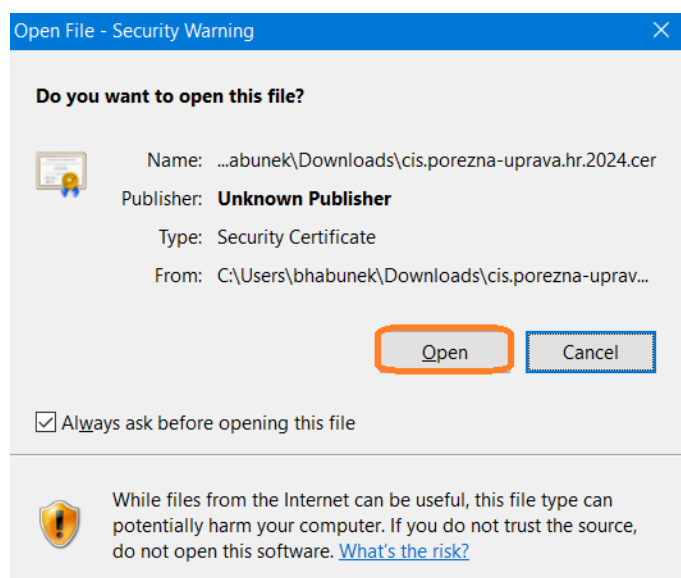 Open File - Security Warning
Do you want to open this file?
Name: ...abunek\Downloads\cis.porezna-uprava.hr.2024.cer
Publisher: Unknown Publisher
Type: Security Certificate
From: C:\Users\bhabunek\Downloads\cis.porezna-uprav...
Open Cancel
Always ask before opening this file
While files from the Internet can be useful, this file type can
potentially harm your computer. If you do not trust the source,
do not open this software. What's the risk?